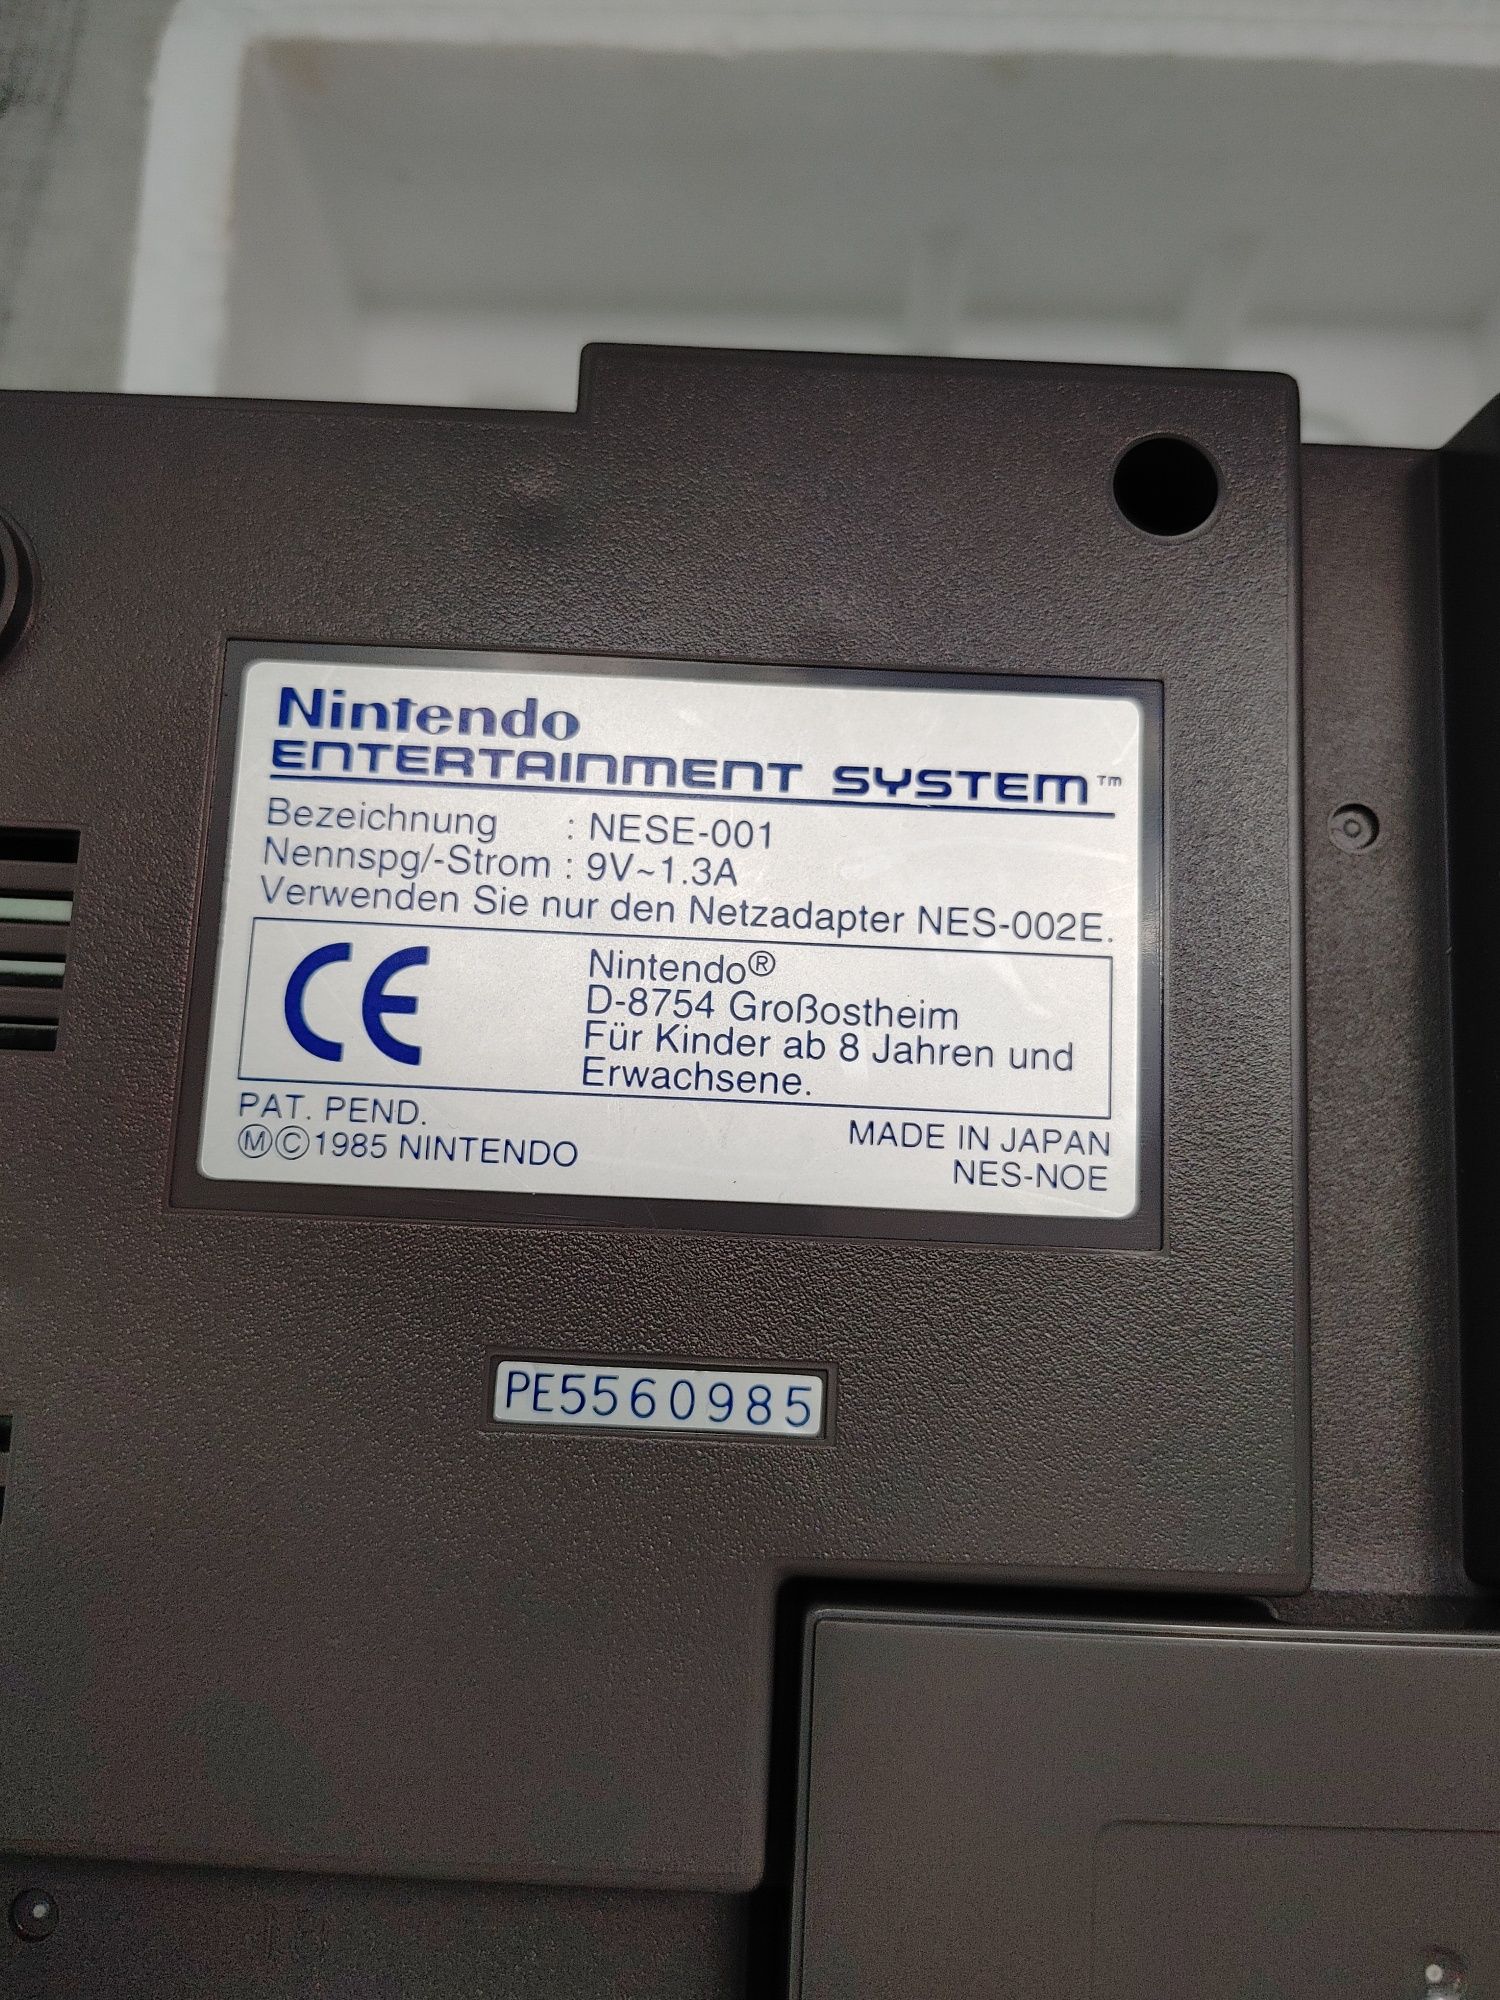 Nintendo
ENTERTAINMENT SYSTEM™
Bezeichnung : NESE-001
Nennspg/-Strom : 9V~1.3A
Verwenden Sie nur den Netzadapter NES-002E.
CE
Nintendo®
D-8754 Großostheim
Für Kinder ab 8 Jahren und
Erwachsene.
PAT. PEND.
Ⓜ©1985 NINTENDO
MADE IN JAPAN
NES-NOE
PE5560985